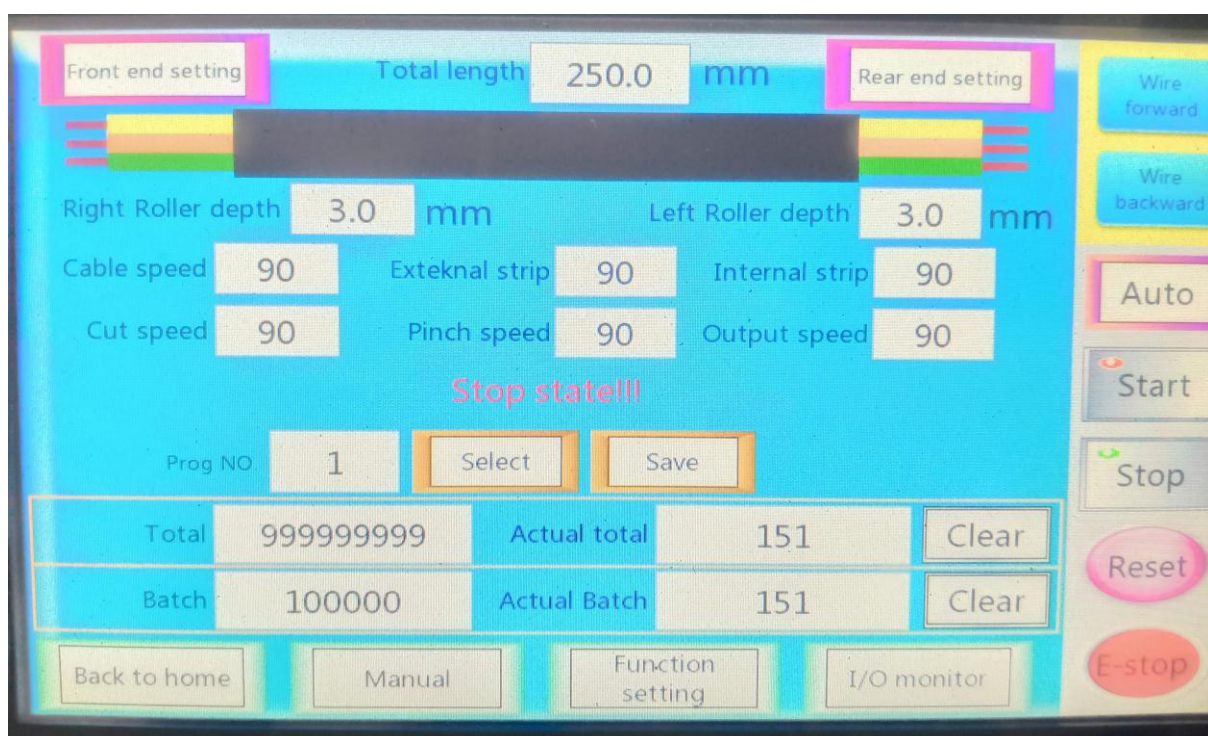 Front end setting Total length 250.0 mm Rear end setting
Wire
forward
Right Roller depth 3.0 mm Left Roller depth 3.0 mm
Wire
backward
Cable speed 90 Exteknal strip 90 Internal strip 90
Auto
Cut speed 90 Pinch speed 90 Output speed 90
Stop state!!!
Start
Prog NO. 1 Select Save
Stop
Total 999999999 Actual total 151 Clear
Reset
Batch 100000 Actual Batch 151 Clear
Back to home Manual Function
setting I/O monitor
E-stop